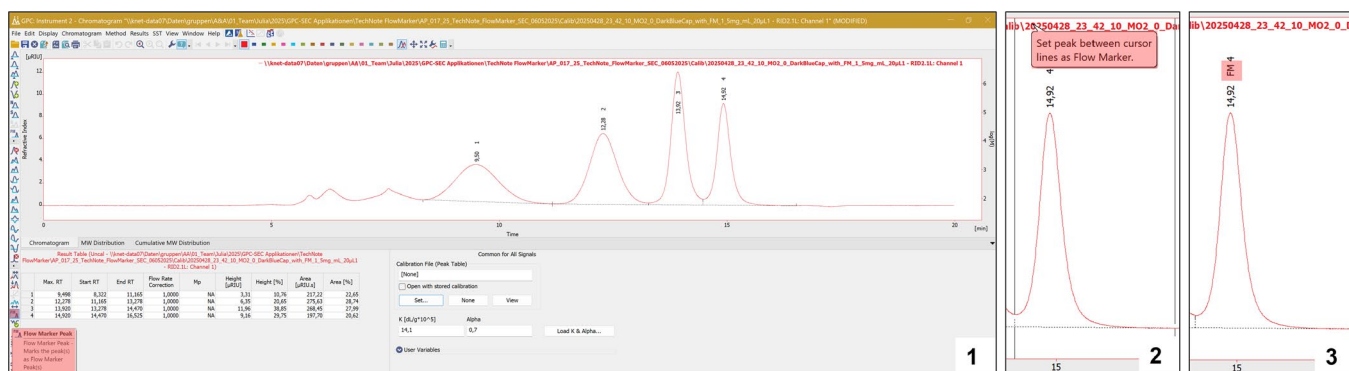 GPC: Instrument 2 - Chromatogram "\\knet-data07\Daten\gruppen\A&A\01_Team\Julia\2025\GPC-SEC Applikationen\TechNote FlowMarker\AP_017_25_TechNote_FlowMarker_SEC_06052025\Calib\20250428_23_42_10_MO2_0_DarkBlueCap_with_FM_1_5mg_mL_20µL1 - RID2.1L: Channel 1" (MODIFIED)
File Edit Display Chromatogram Method Results SST View Window Help
[µRIU]
\\knet-data07\Daten\gruppen\AA\01_Team\Julia\2025\GPC-SEC Applikationen\TechNote FlowMarker\AP_017_25_TechNote_FlowMarker_SEC_06052025\Calib\20250428_23_42_10_MO2_0_DarkBlueCap_with_FM_1_5mg_mL_20µL1 - RID2.1L: Channel 1
Refractive Index
12
10
8
6
4
2
0
9,50 1
12,28 2
13,92 3
14,92 4
6
5
4
3
2
0
5
10
15
20
Time
[min]
Chromatogram MW Distribution Cumulative MW Distribution
Result Table (Uncal - \\knet-data07\Daten\gruppen\AA\01_Team\Julia\2025\GPC-SEC Applikationen\TechNote
FlowMarker\AP_017_25_TechNote_FlowMarker_SEC_06052025\Calib\20250428_23_42_10_MO2_0_DarkBlueCap_with_FM_1_5mg_mL_20µL1
- RID2.1L: Channel 1)
Max. RT Start RT End RT Flow Rate Correction Mp Height [µRIU] Height [%] Area [µRIU.s] Area [%]
1 9,498 8,322 11,165 1,0000 NA 3,31 10,76 217,22 22,65
2 12,278 11,165 13,278 1,0000 NA 6,35 20,65 275,63 28,74
3 13,920 13,278 14,470 1,0000 NA 11,96 38,85 268,45 27,99
4 14,920 14,470 16,525 1,0000 NA 9,16 29,75 197,70 20,62
Flow Marker Peak
Flow Marker Peak -
Marks the peak(s)
as Flow Marker
Peak(s)
Common for All Signals
Calibration File (Peak Table)
[None]
Open with stored calibration
Set... None View
K [dL/g*10^5] Alpha
14,1 0,7 Load K & Alpha...
User Variables
1
lib\20250428_23_42_10_MO2_0_Dar
Set peak between cursor
lines as Flow Marker.
14,92 4
15
2
lib\20250428_23_42_10_MO2_0_D
14,92 FM 4
15
3